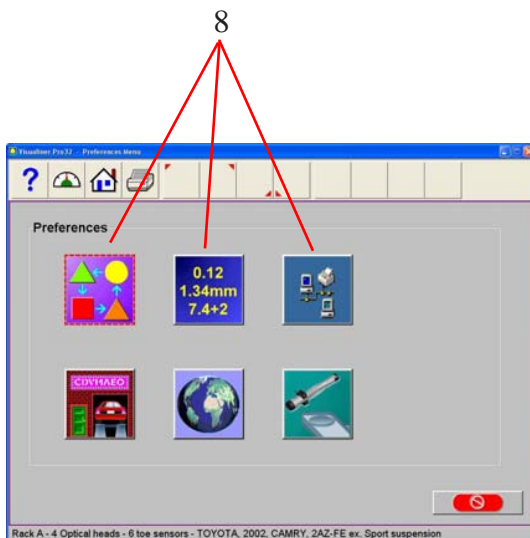 8
Visualiner Pro32 - Preferences Menu
?
Preferences
0.12
1.34mm
7.4+2
CDYHAEO
Rack A - 4 Optical heads - 6 toe sensors - TOYOTA, 2002, CAMRY, 2AZ-FE ex. Sport suspension